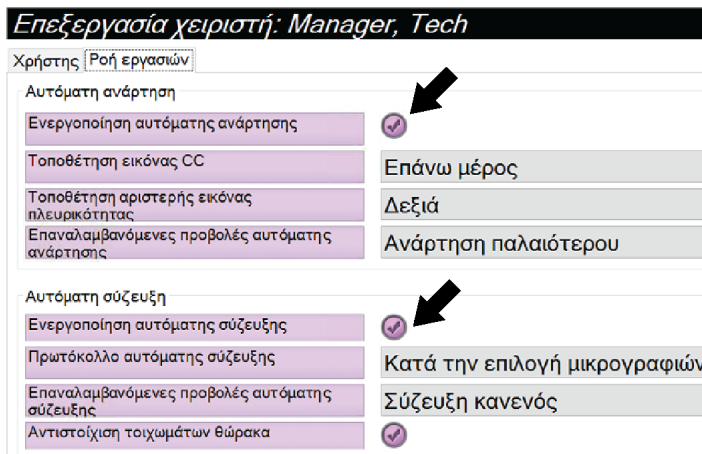 Επεξεργασία χειριστή: Manager, Tech
Χρήστης Ροή εργασιών
Αυτόματη ανάρτηση
Ενεργοποίηση αυτόματης ανάρτησης
Τοποθέτηση εικόνας CC Επάνω μέρος
Τοποθέτηση αριστερής εικόνας
πλευρικότητας
Δεξιά
Επαναλαμβανόμενες προβολές αυτόματης
ανάρτησης
Ανάρτηση παλαιότερου
Αυτόματη σύζευξη
Ενεργοποίηση αυτόματης σύζευξης
Πρωτόκολλο αυτόματης σύζευξης Κατά την επιλογή μικρογραφιών
Επαναλαμβανόμενες προβολές αυτόματης
σύζευξης
Σύζευξη κανενός
Αντιστοίχιση τοιχωμάτων θώρακα